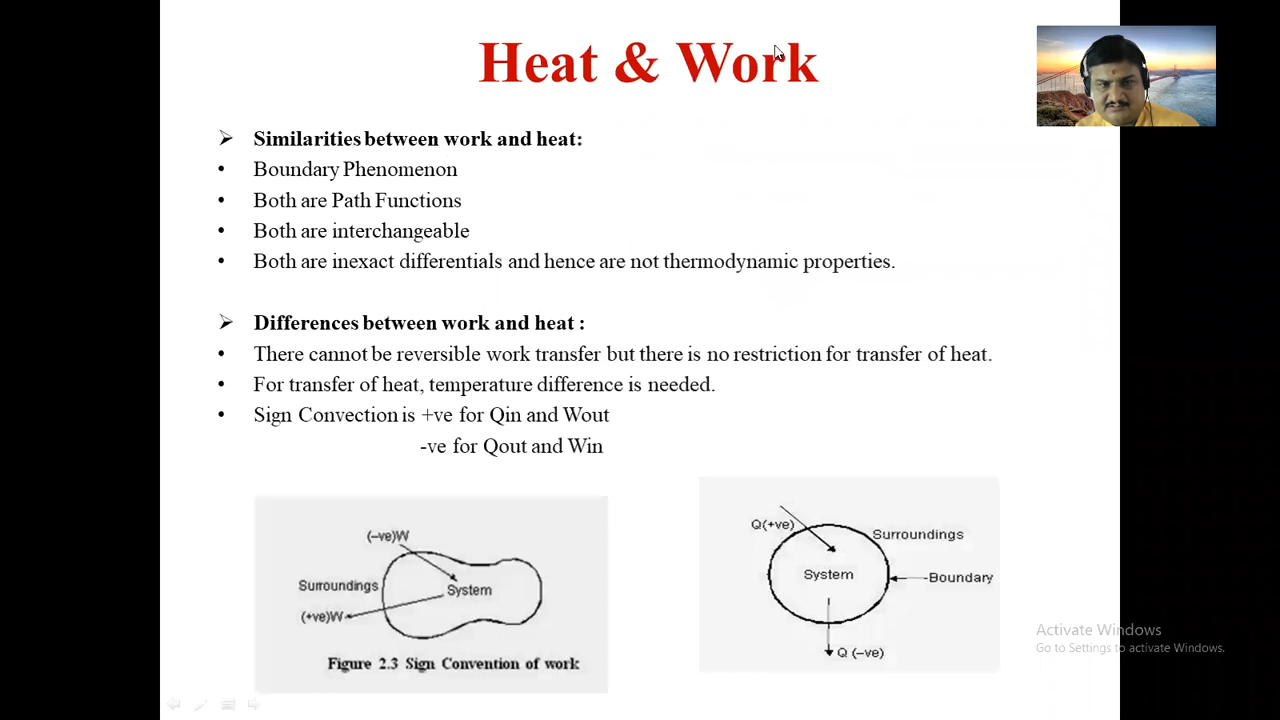 Heat & Work
Similarities between work and heat:
Boundary Phenomenon
Both are Path Functions
Both are interchangeable
Both are inexact differentials and hence are not thermodynamic properties.
Differences between work and heat :
There cannot be reversible work transfer but there is no restriction for transfer of heat.
For transfer of heat, temperature difference is needed.
Sign Convection is +ve for Qin and Wout
-ve for Qout and Win
(-ve)W
Surroundings
System
(+ve)W
Figure 2.3 Sign Convention of work
Q(+ve)
Surroundings
System
Boundary
Q (-ve)
Activate Windows
Go to Settings to activate Windows.